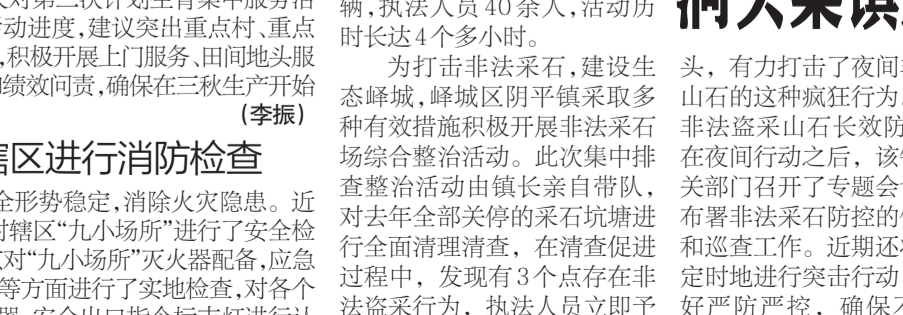 动进度,建议突出重点村、重点
,积极开展上门服务、田间地头服
绩效问责,确保在三秋生产开始
(李振)
辖区进行消防检查
全形势稳定,消除火灾隐患。近
对辖区“九小场所”进行了安全检
对“九小场所”灭火器配备,应急
等方面进行了实地检查,对各个
辆,执法人员40余人,活动历
时长达4个多小时。
为打击非法采石,建设生
态峄城,峄城区阴平镇采取多
种有效措施积极开展非法采石
场综合整治活动。此次集中排
查整治活动由镇长亲自带队,
对去年全部关停的采石坑塘进
行全面清理清查，在清查促进
过程中，发现有3个点存在非
法盗采行为，执法人员立即予
头，有力打击了夜间
山石的这种疯狂行为
非法盗采山石长效防
在夜间行动之后，该
关部门召开了专题会
布署非法采石防控的
和巡查工作。近期还
定时地进行突击行动
好严防严控，确保